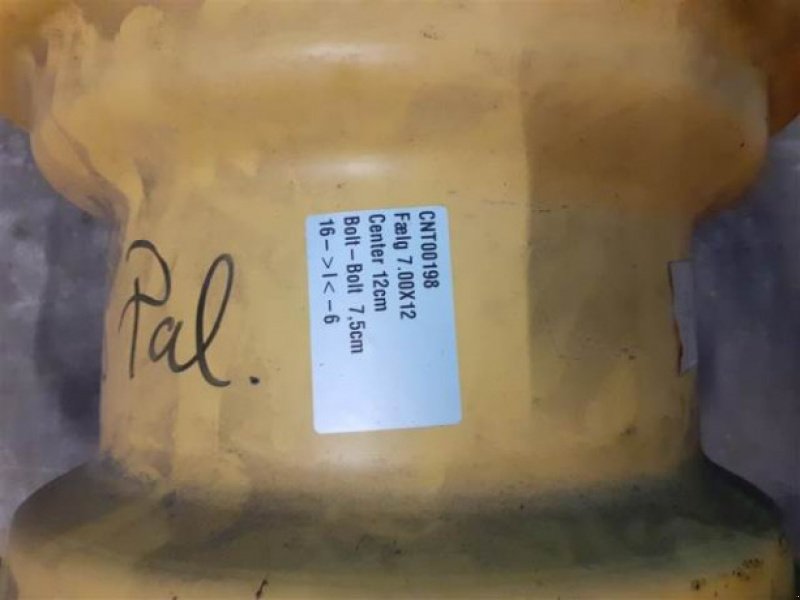 Pal.
CNT00198
Fælg 7.00X12
Center 12cm
Bolt-Bolt 7,5cm
16->I<-6